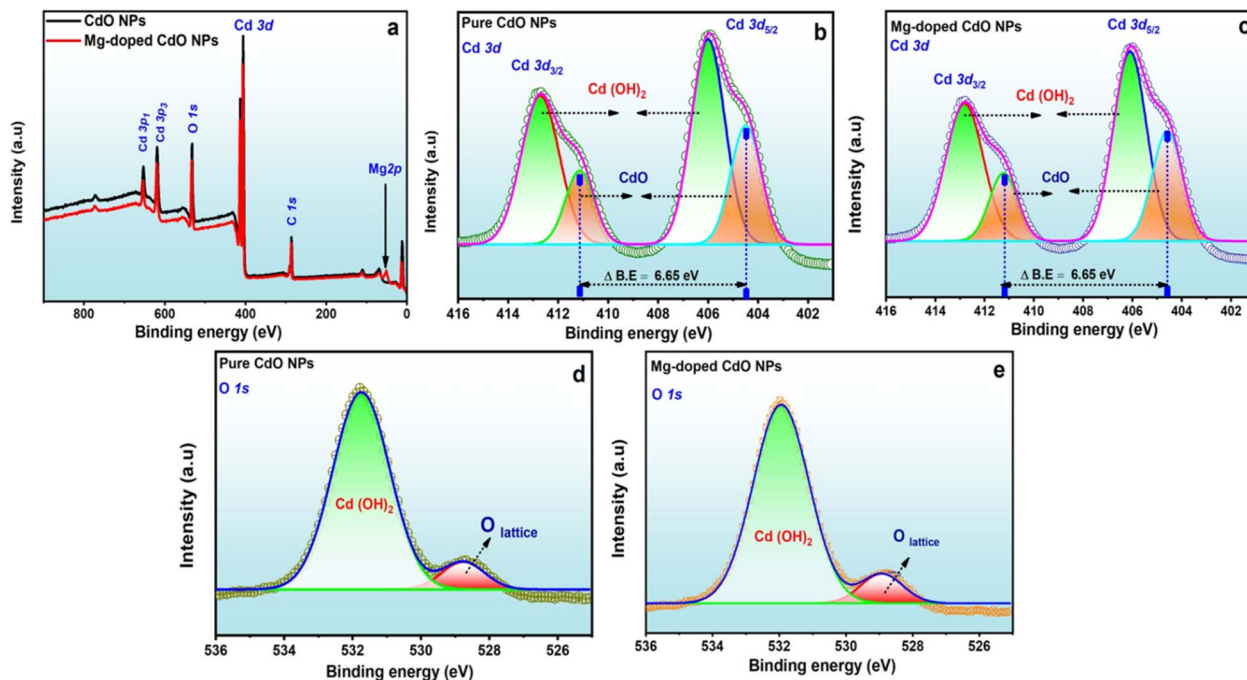 CdO NPs
Mg-doped CdO NPs
a
Cd 3d
Cd 3p1
Cd 3p3
O 1s
C 1s
Mg2p
Intensity (a.u)
800 600 400 200 0
Binding energy (eV)
Pure CdO NPs
b
Cd 3d
Cd 3d3/2
Cd 3d5/2
Cd (OH)2
CdO
Δ B.E = 6.65 eV
Intensity (a.u)
416 414 412 410 408 406 404 402
Binding energy (eV)
Mg-doped CdO NPs
c
Cd 3d
Cd 3d3/2
Cd 3d5/2
Cd (OH)2
CdO
Δ B.E = 6.65 eV
Intensity (a.u)
416 414 412 410 408 406 404 402
Binding energy (eV)
Pure CdO NPs
d
O 1s
Cd (OH)2
O lattice
Intensity (a.u)
536 534 532 530 528 526
Binding energy (eV)
Mg-doped CdO NPs
e
O 1s
Cd (OH)2
O lattice
Intensity (a.u)
536 534 532 530 528 526
Binding energy (eV)